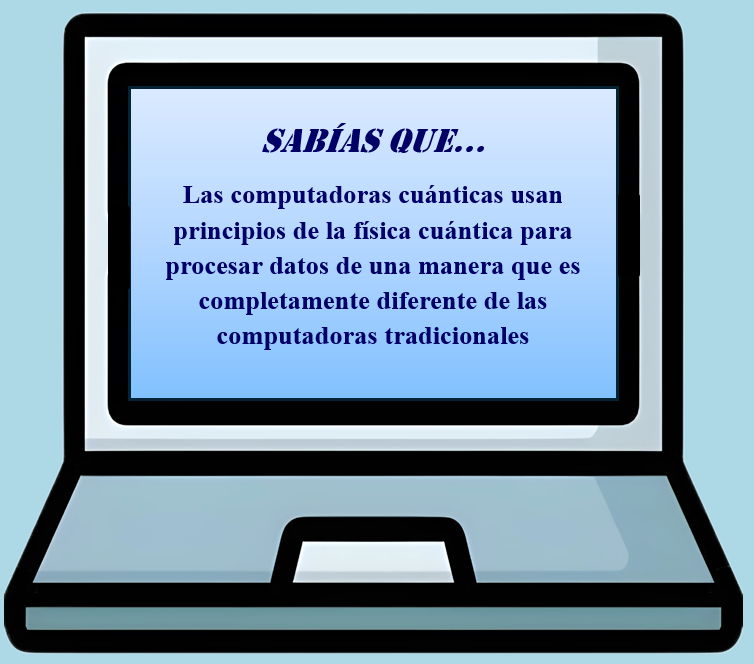 SABÍAS QUE...
Las computadoras cuánticas usan
principios de la física cuántica para
procesar datos de una manera que es
completamente diferente de las
computadoras tradicionales